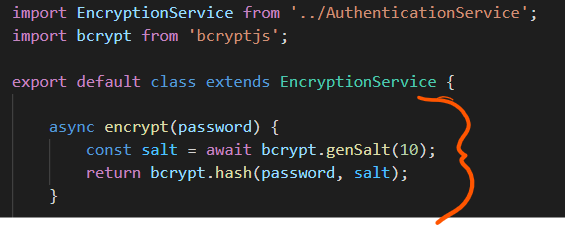 import EncryptionService from '../AuthenticationService';
import bcrypt from 'bcryptjs';
export default class extends EncryptionService {
async encrypt(password) {
const salt = await bcrypt.genSalt(10);
return bcrypt.hash(password, salt);
}